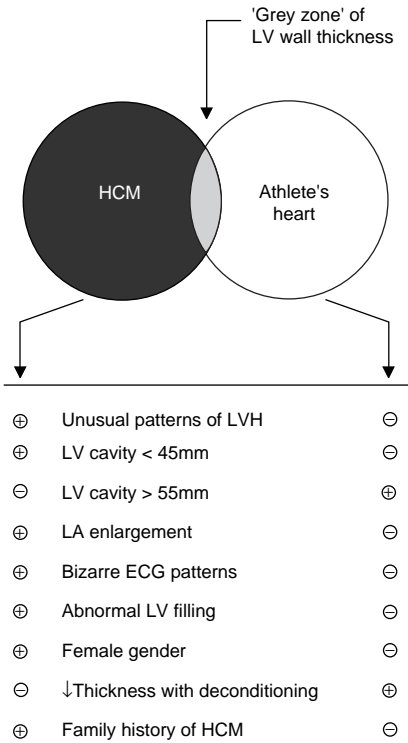 'Grey zone' of
LV wall thickness
HCM
Athlete's
heart
⊕ Unusual patterns of LVH ⊖
⊕ LV cavity < 45mm ⊖
⊖ LV cavity > 55mm ⊕
⊕ LA enlargement ⊖
⊕ Bizarre ECG patterns ⊖
⊕ Abnormal LV filling ⊖
⊕ Female gender ⊖
⊖ ↓Thickness with deconditioning ⊕
⊕ Family history of HCM ⊖